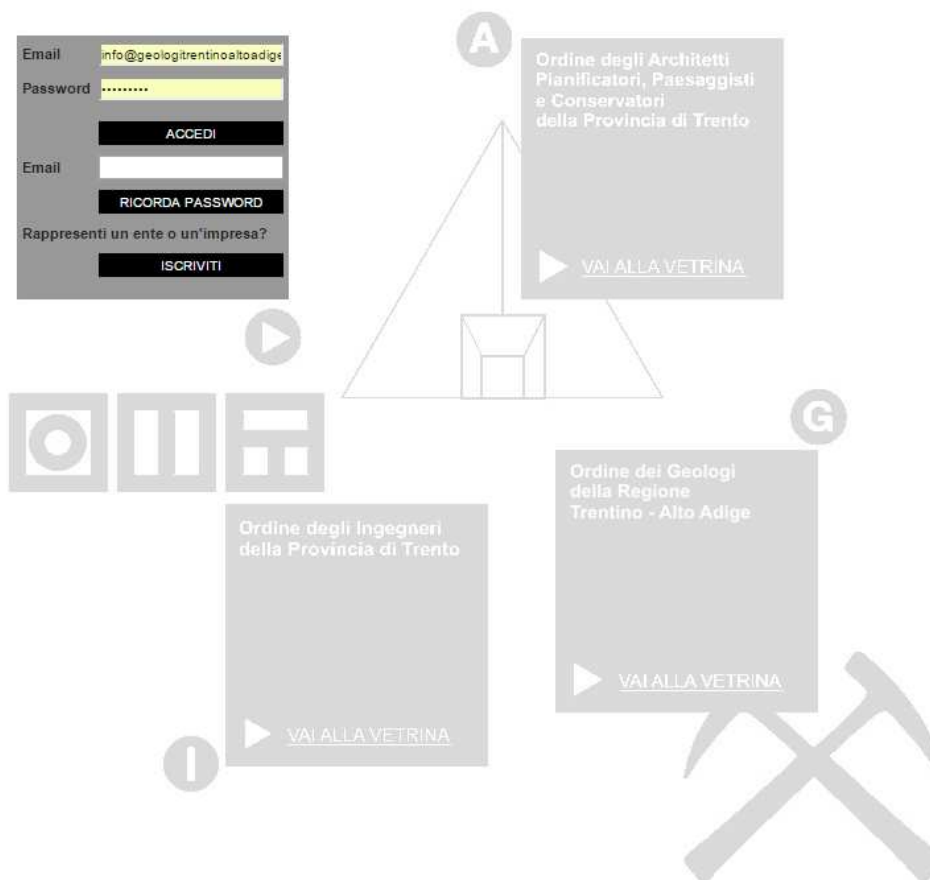 Email info@geologitrentinoaltoadige
Password •••••••••
ACCEDI
Email
RICORDA PASSWORD
Rappresenti un ente o un'impresa?
ISCRIVITI
A
Ordine degli Architetti
Pianificatori, Paesaggisti
e Conservatori
della Provincia di Trento
VAI ALLA VETRINA
G
Ordine dei Geologi
della Regione
Trentino - Alto Adige
VAI ALLA VETRINA
Ordine degli Ingegneri
della Provincia di Trento
VAI ALLA VETRINA
I